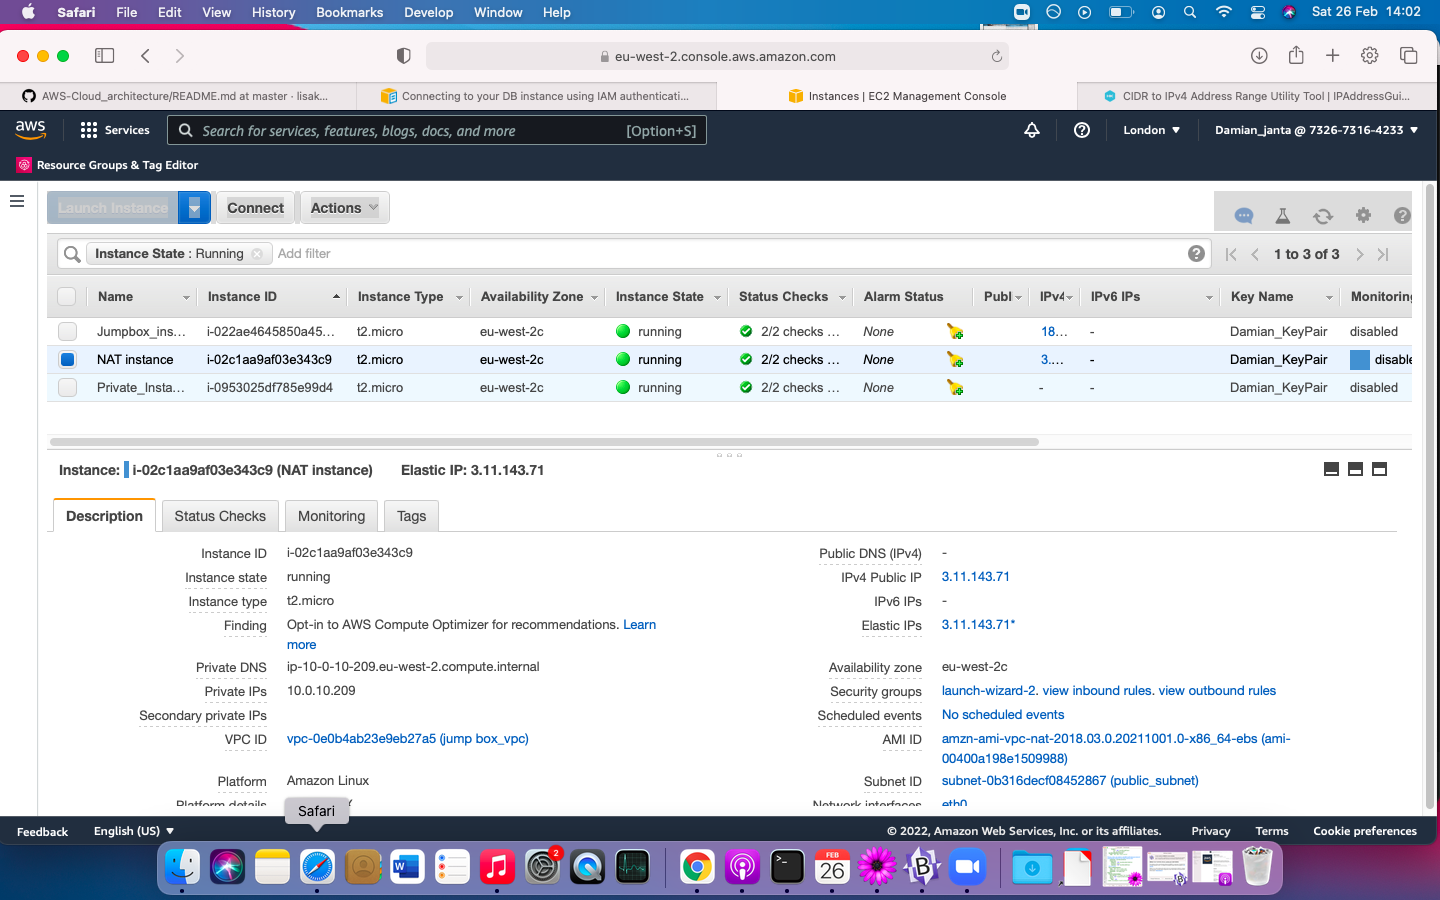 Safari File Edit View History Bookmarks Develop Window Help Sat 26 Feb 14:02
eu-west-2.console.aws.amazon.com
AWS-Cloud_architecture/README.md at master · lisak... Connecting to your DB instance using IAM authenticati... Instances | EC2 Management Console CIDR to IPv4 Address Range Utility Tool | IPAddressGui...
aws Services Search for services, features, blogs, docs, and more [Option+S] London Damian_janta @ 7326-7316-4233
Resource Groups & Tag Editor
Launch Instance Connect Actions
Instance State : Running Add filter 1 to 3 of 3
Name Instance ID Instance Type Availability Zone Instance State Status Checks Alarm Status Publ IPv4 IPv6 IPs Key Name Monitoring
Jumpbox_ins... i-022ae4645850a45... t2.micro eu-west-2c running 2/2 checks ... None 18... - Damian_KeyPair disabled
NAT instance i-02c1aa9af03e343c9 t2.micro eu-west-2c running 2/2 checks ... None 3.... - Damian_KeyPair disable
Private_Insta... i-0953025df785e99d4 t2.micro eu-west-2c running 2/2 checks ... None - - Damian_KeyPair disabled
Instance: i-02c1aa9af03e343c9 (NAT instance) Elastic IP: 3.11.143.71
Description Status Checks Monitoring Tags
Instance ID i-02c1aa9af03e343c9 Public DNS (IPv4) -
Instance state running IPv4 Public IP 3.11.143.71
Instance type t2.micro IPv6 IPs -
Finding Opt-in to AWS Compute Optimizer for recommendations. Learn Elastic IPs 3.11.143.71*
more
Private DNS ip-10-0-10-209.eu-west-2.compute.internal Availability zone eu-west-2c
Private IPs 10.0.10.209 Security groups launch-wizard-2. view inbound rules. view outbound rules
Secondary private IPs Scheduled events No scheduled events
VPC ID vpc-0e0b4ab23e9eb27a5 (jump box_vpc) AMI ID amzn-ami-vpc-nat-2018.03.0.20211001.0-x86_64-ebs (ami-
00400a198e1509988)
Platform Amazon Linux Subnet ID subnet-0b316decf08452867 (public_subnet)
Platform details Network interfaces eth0
Safari
Feedback English (US) © 2022, Amazon Web Services, Inc. or its affiliates. Privacy Terms Cookie preferences
2
FEB
26